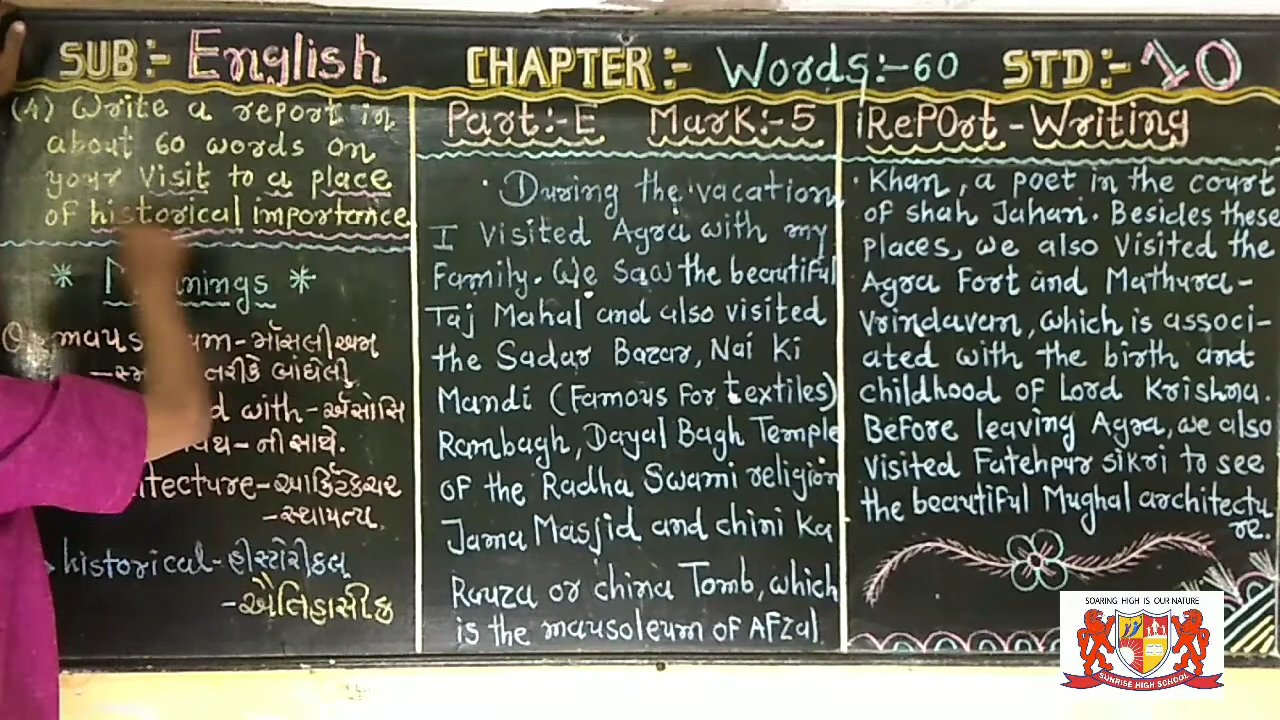 SUB:- English CHAPTER:- Words:-60 STD:-10
(A) Write a report in
about 60 words on
your Visit to a place
of historical importance
* nings *
-મૉસલીઅમ
બાંધેલી
with-ઍસોસિ
-ની સાથે.
itecture-આર્કિટેક્ચર
-સ્થાપત્ય
historical-હીસ્ટોરીકલ્
-ઐતિહાસીક
Part:-E Mark:-5
During the vacation
I Visited Agra with my
Family. We saw the beautiful
Taj Mahal and also visited
the Sadar Bazar, Nai Ki
Mandi (Famous For textiles)
Rambagh, Dayal Bagh Temple
of the Radha Swami religion
Jama Masjid and chini ka
Rauza or china Tomb, which
is the mausoleum of Afzal
RePOrt-Writing
Khan, a poet in the court
of shah Jahan. Besides these
places, we also Visited the
Agra Fort and Mathura-
Vrindavan, which is associ-
ated with the birth and
childhood of Lord Krishna.
Before leaving Agra, we also
visited Fatehpur sikri to see
the beautiful Mughal architectu
re.
SOARING HIGH IS OUR NATURE
SUNRISE HIGH SCHOOL